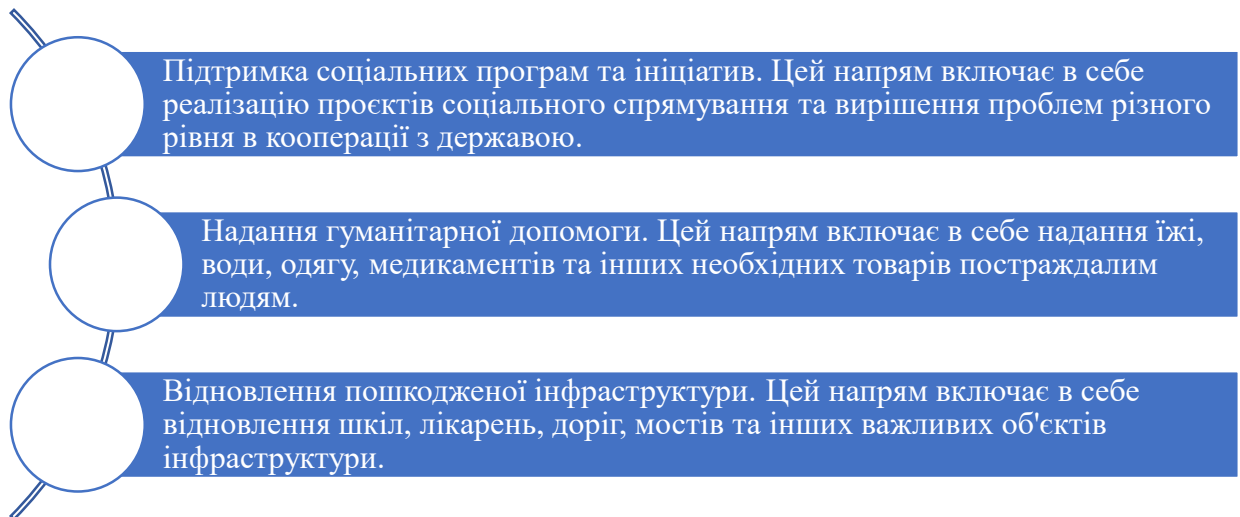 Підтримка соціальних програм та ініціатив. Цей напрям включає в себе
реалізацію проєктів соціального спрямування та вирішення проблем різного
рівня в кооперації з державою.
Надання гуманітарної допомоги. Цей напрям включає в себе надання їжі,
води, одягу, медикаментів та інших необхідних товарів постраждалим
людям.
Відновлення пошкодженої інфраструктури. Цей напрям включає в себе
відновлення шкіл, лікарень, доріг, мостів та інших важливих об'єктів
інфраструктури.